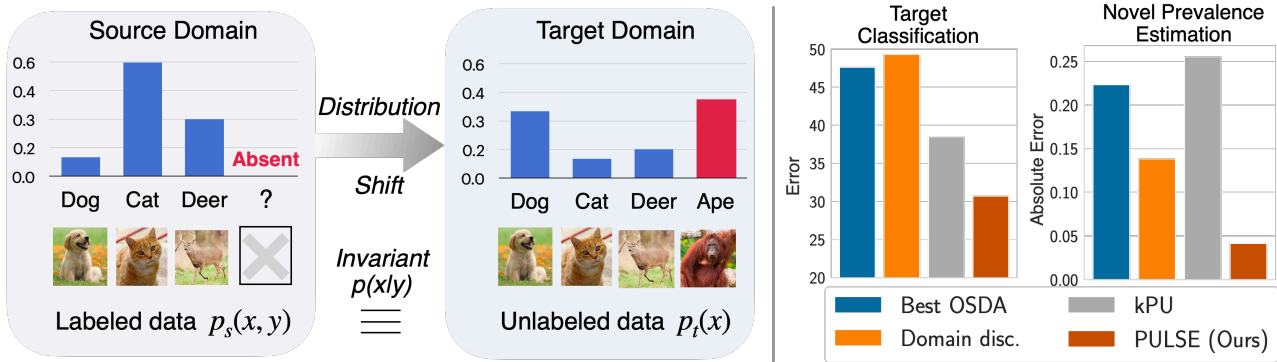 Source Domain
0.6
0.4
0.3
0.2
0.0
Absent
Dog Cat Deer ?
Labeled data pₛ(x, y)
Distribution
Shift
Invariant
p(x|y)
Target Domain
0.6
0.4
0.3
0.2
0.0
Dog Cat Deer Ape
Unlabeled data pₜ(x)
Target
Classification
Error
50
45
40
35
30
25
20
Novel Prevalence
Estimation
Absolute Error
0.25
0.20
0.15
0.10
0.05
0.00
Best OSDA
Domain disc.
kPU
PULSE (Ours)